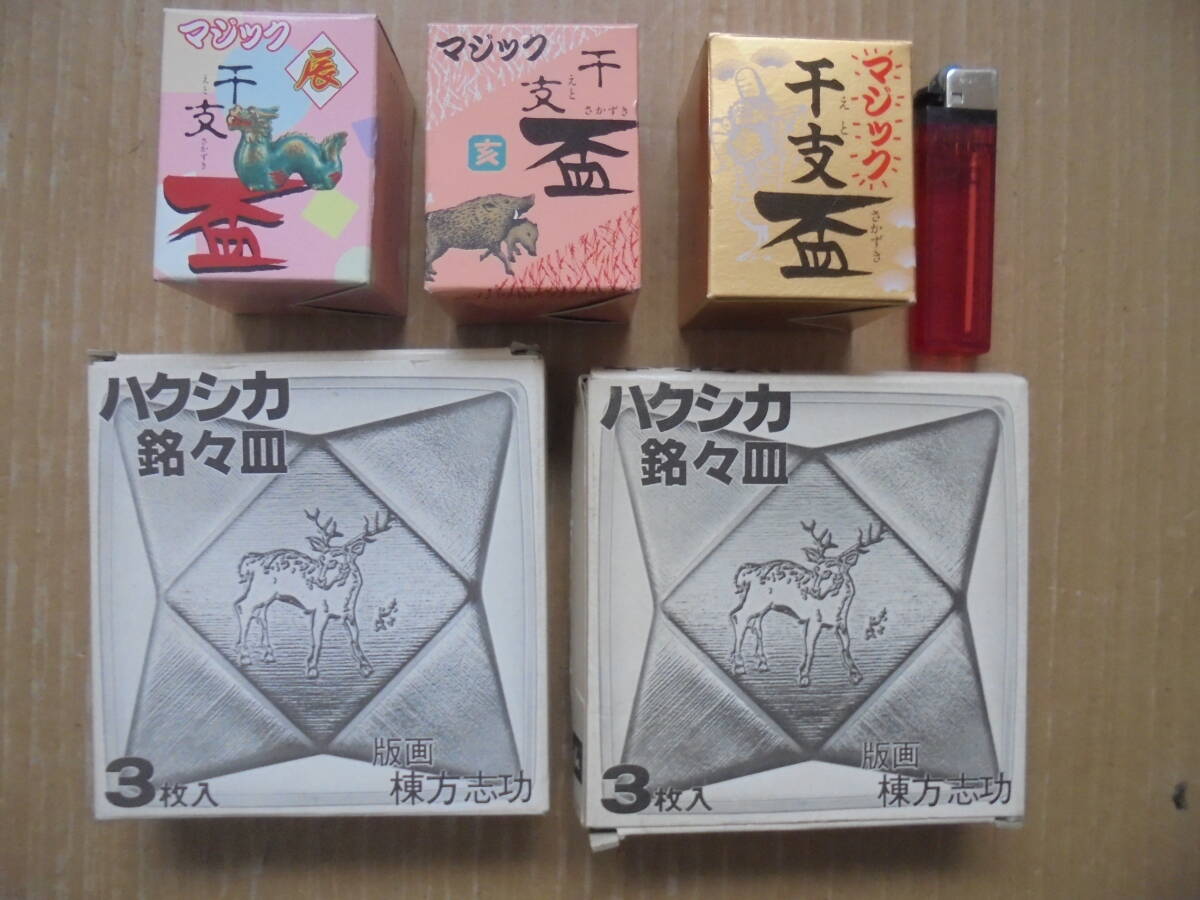 マジック
辰
干支
えと
盃
さかずき
マジック
干支
えと
盃
さかずき
亥
マジック
干支
えと
盃
さかずき
ハクシカ
銘々皿
3枚入
版画
棟方志功
ハクシカ
銘々皿
3枚入
版画
棟方志功